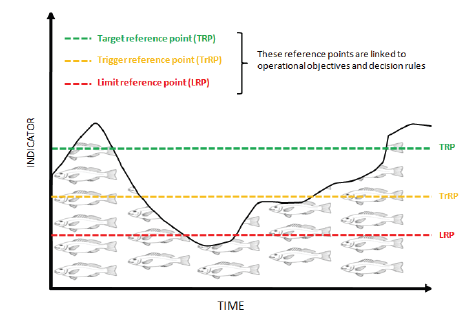 Target reference point (TRP)
Trigger reference point (TrRP)
Limit reference point (LRP)
These reference points are linked to
operational objectives and decision rules
INDICATOR
TRP
TrRP
LRP
TIME